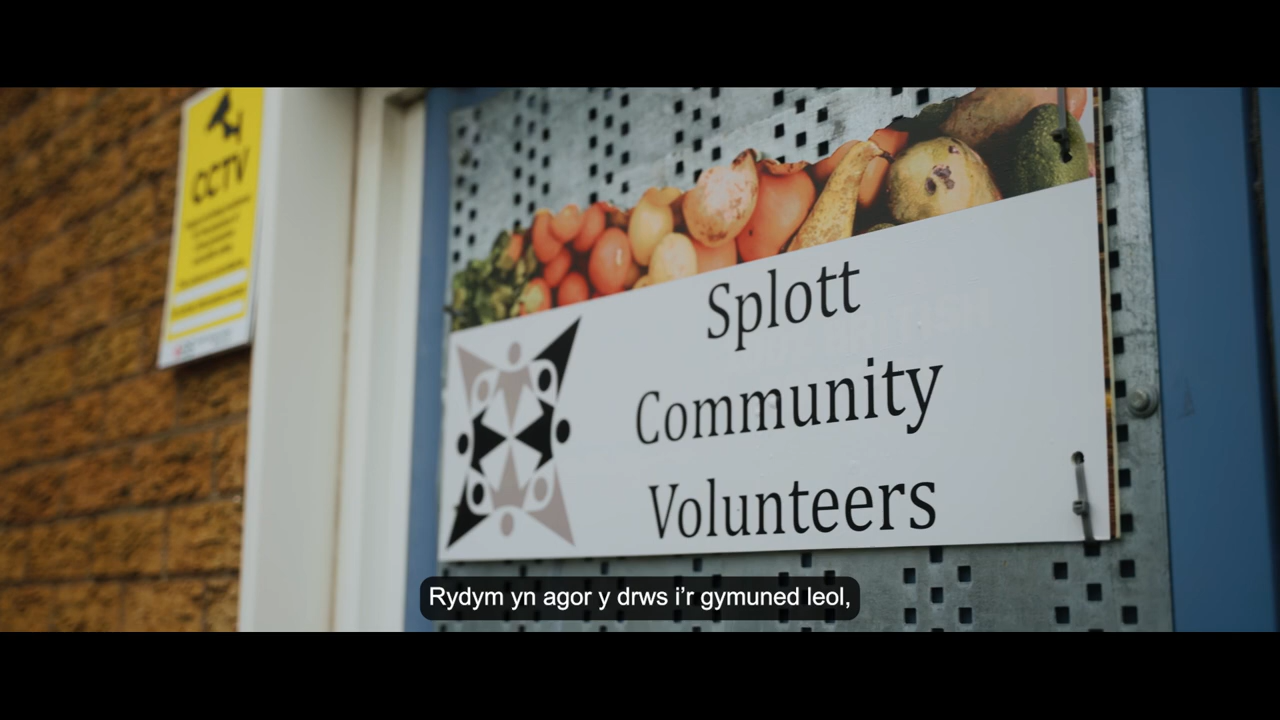 CCTV
Splott
Community
Volunteers
Rydym yn agor y drws i’r gymuned leol,